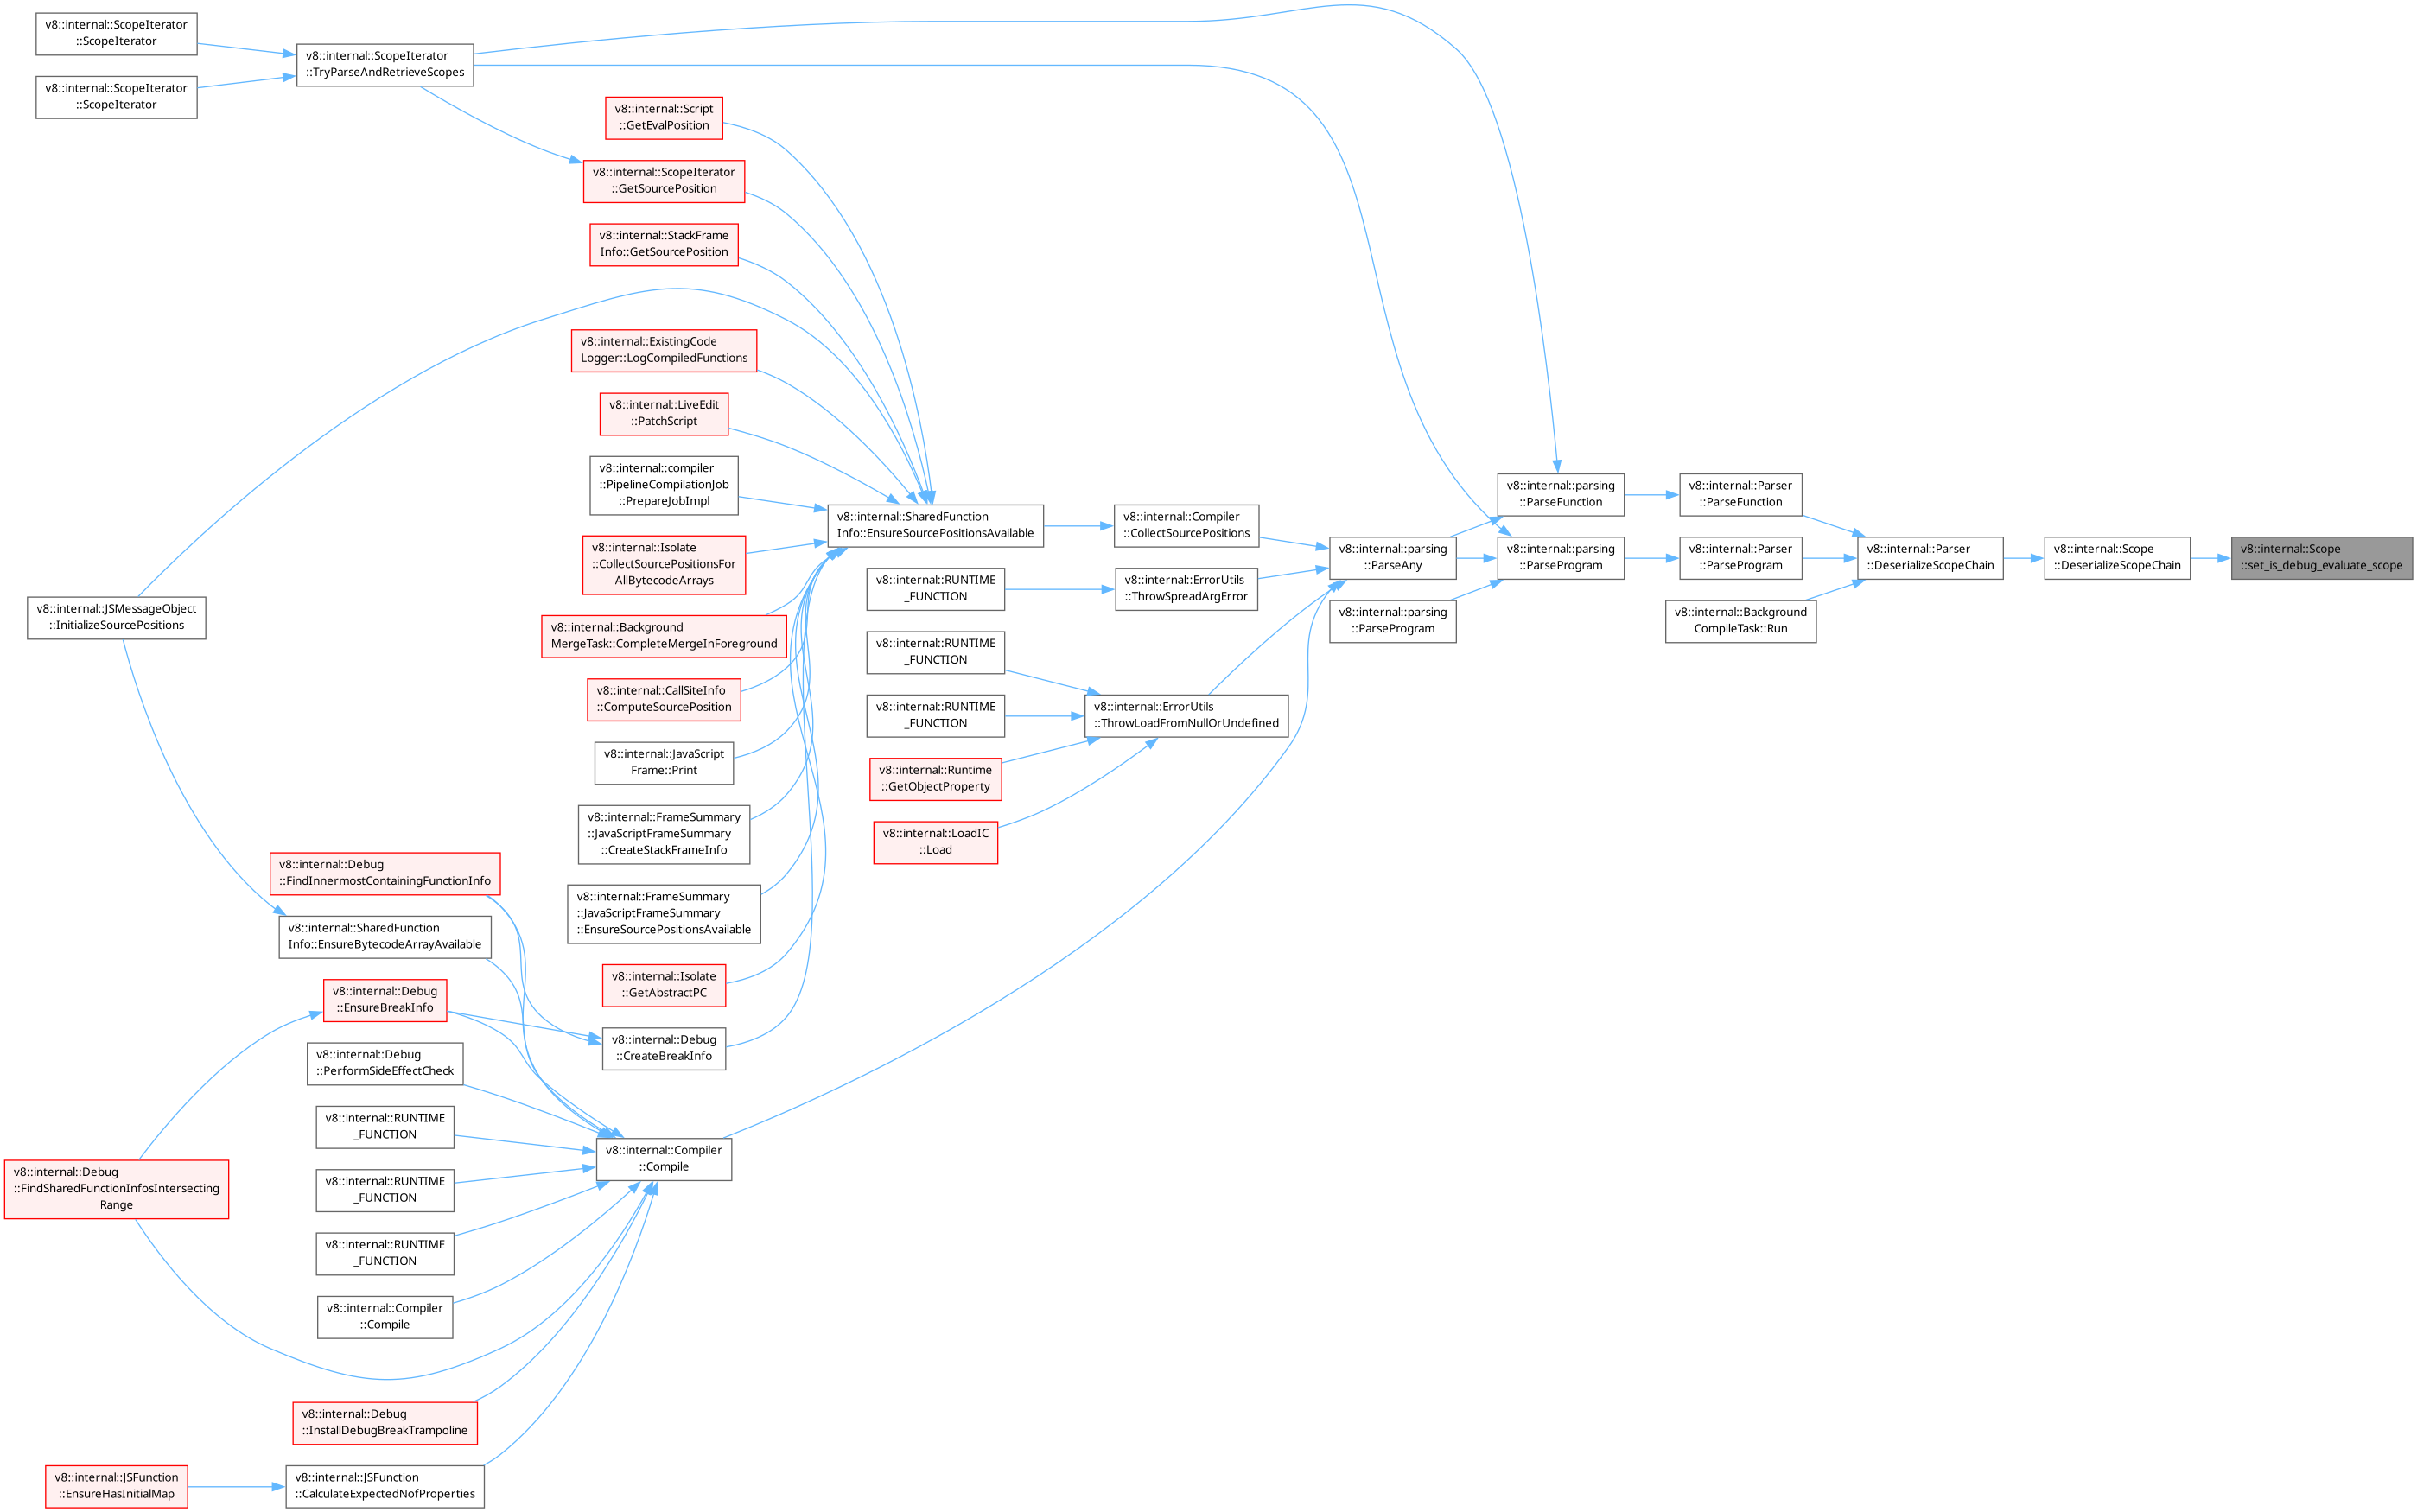 v8::internal::ScopeIterator
::ScopeIterator
v8::internal::ScopeIterator
::ScopeIterator
v8::internal::ScopeIterator
::TryParseAndRetrieveScopes
v8::internal::Script
::GetEvalPosition
v8::internal::ScopeIterator
::GetSourcePosition
v8::internal::StackFrame
Info::GetSourcePosition
v8::internal::ExistingCode
Logger::LogCompiledFunctions
v8::internal::LiveEdit
::PatchScript
v8::internal::compiler
::PipelineCompilationJob
::PrepareJobImpl
v8::internal::Isolate
::CollectSourcePositionsFor
AllBytecodeArrays
v8::internal::Background
MergeTask::CompleteMergeInForeground
v8::internal::CallSiteInfo
::ComputeSourcePosition
v8::internal::JavaScript
Frame::Print
v8::internal::FrameSummary
::JavaScriptFrameSummary
::CreateStackFrameInfo
v8::internal::FrameSummary
::JavaScriptFrameSummary
::EnsureSourcePositionsAvailable
v8::internal::Isolate
::GetAbstractPC
v8::internal::Debug
::CreateBreakInfo
v8::internal::SharedFunction
Info::EnsureSourcePositionsAvailable
v8::internal::Compiler
::CollectSourcePositions
v8::internal::ErrorUtils
::ThrowSpreadArgError
v8::internal::RUNTIME
_FUNCTION
v8::internal::RUNTIME
_FUNCTION
v8::internal::RUNTIME
_FUNCTION
v8::internal::Runtime
::GetObjectProperty
v8::internal::LoadIC
::Load
v8::internal::ErrorUtils
::ThrowLoadFromNullOrUndefined
v8::internal::parsing
::ParseAny
v8::internal::parsing
::ParseProgram
v8::internal::parsing
::ParseFunction
v8::internal::parsing
::ParseProgram
v8::internal::Parser
::ParseFunction
v8::internal::Parser
::ParseProgram
v8::internal::Background
CompileTask::Run
v8::internal::Parser
::DeserializeScopeChain
v8::internal::Scope
::DeserializeScopeChain
v8::internal::Scope
::set_is_debug_evaluate_scope
v8::internal::JSMessageObject
::InitializeSourcePositions
v8::internal::Debug
::FindInnermostContainingFunctionInfo
v8::internal::SharedFunction
Info::EnsureBytecodeArrayAvailable
v8::internal::Debug
::EnsureBreakInfo
v8::internal::Debug
::PerformSideEffectCheck
v8::internal::RUNTIME
_FUNCTION
v8::internal::RUNTIME
_FUNCTION
v8::internal::RUNTIME
_FUNCTION
v8::internal::Compiler
::Compile
v8::internal::Compiler
::Compile
v8::internal::Debug
::FindSharedFunctionInfosIntersecting
Range
v8::internal::Debug
::InstallDebugBreakTrampoline
v8::internal::JSFunction
::CalculateExpectedNofProperties
v8::internal::JSFunction
::EnsureHasInitialMap